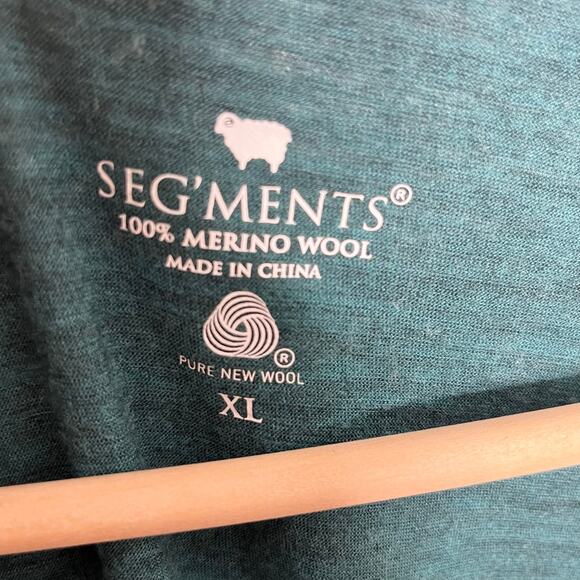 SEG'MENTS®
100% MERINO WOOL
MADE IN CHINA
®
PURE NEW WOOL
XL